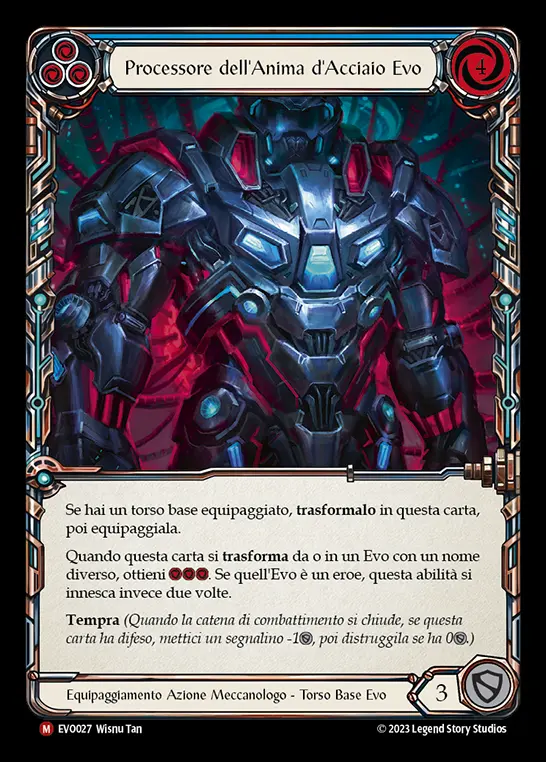 Processore dell'Anima d'Acciaio Evo
4
Se hai un torso base equipaggiato, trasformalo in questa carta,
poi equipaggiala.
Quando questa carta si trasforma da o in un Evo con un nome
diverso, ottieni . Se quell'Evo è un eroe, questa abilità si
innesca invece due volte.
Tempra (Quando la catena di combattimento si chiude, se questa
carta ha difeso, mettici un segnalino -1, poi distruggila se ha 0.)
Equipaggiamento Azione Meccanologo - Torso Base Evo
3
M EVO027 Wisnu Tan © 2023 Legend Story Studios